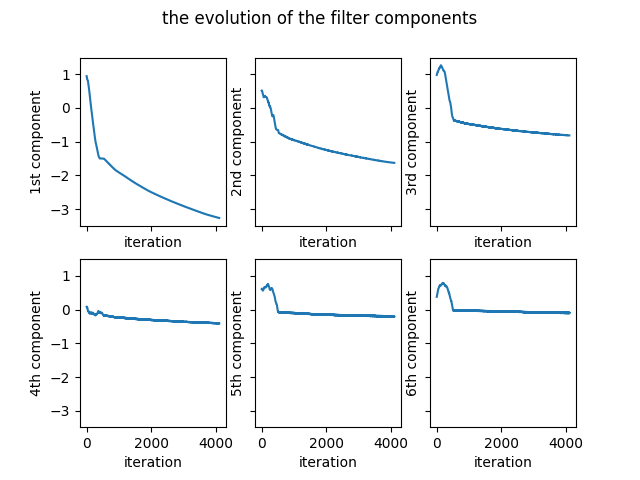 the evolution of the filter components
1
0
−1
−2
−3
1st component
iteration
2nd component
iteration
3rd component
iteration
1
0
−1
−2
−3
4th component
0 2000 4000
iteration
5th component
0 2000 4000
iteration
6th component
0 2000 4000
iteration